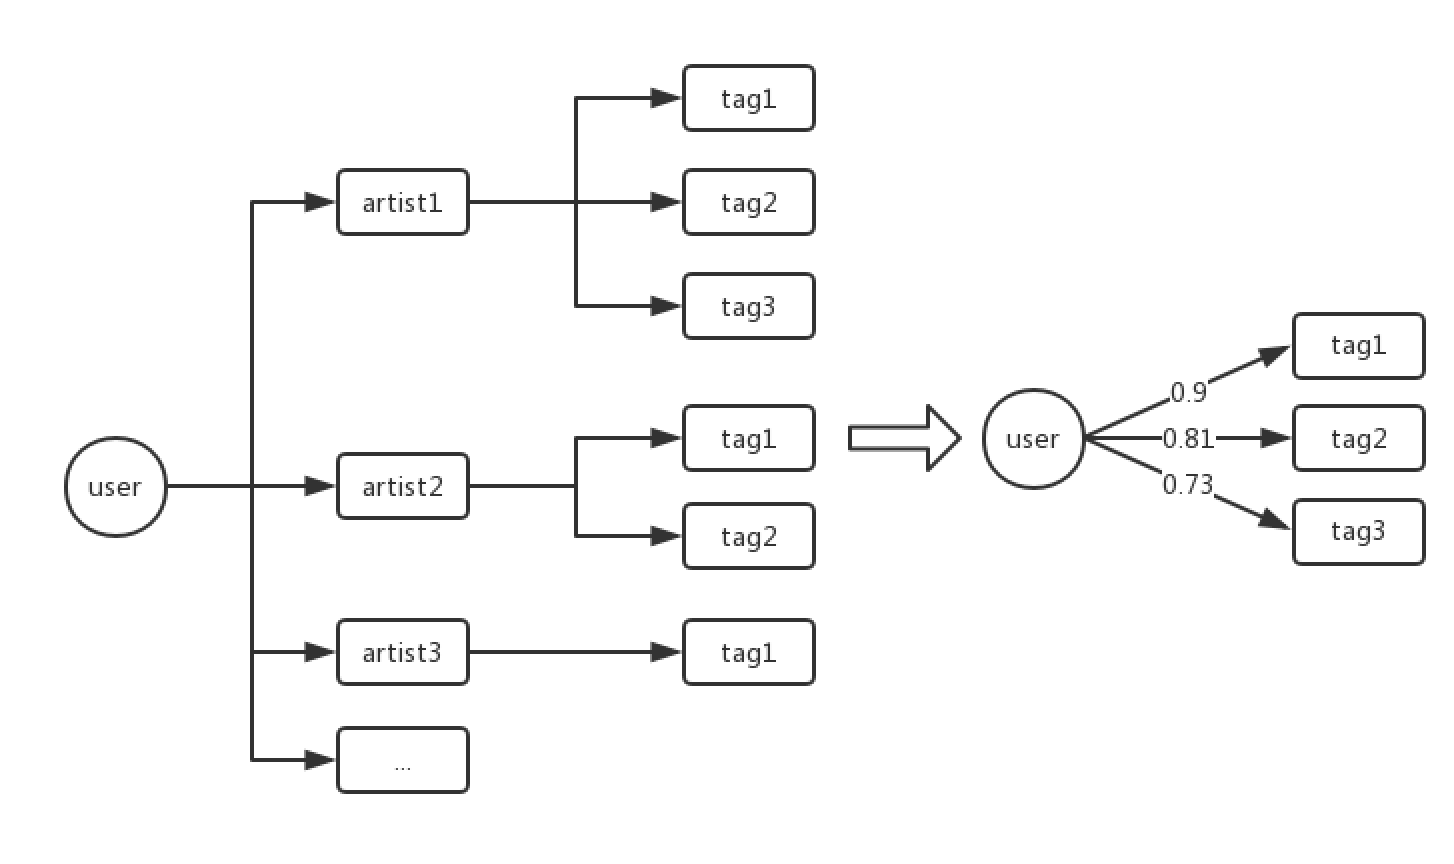 tag1
artist1
tag2
tag3
user
artist2
tag1
tag2
artist3
tag1
...
user
0.9
tag1
0.81
tag2
0.73
tag3